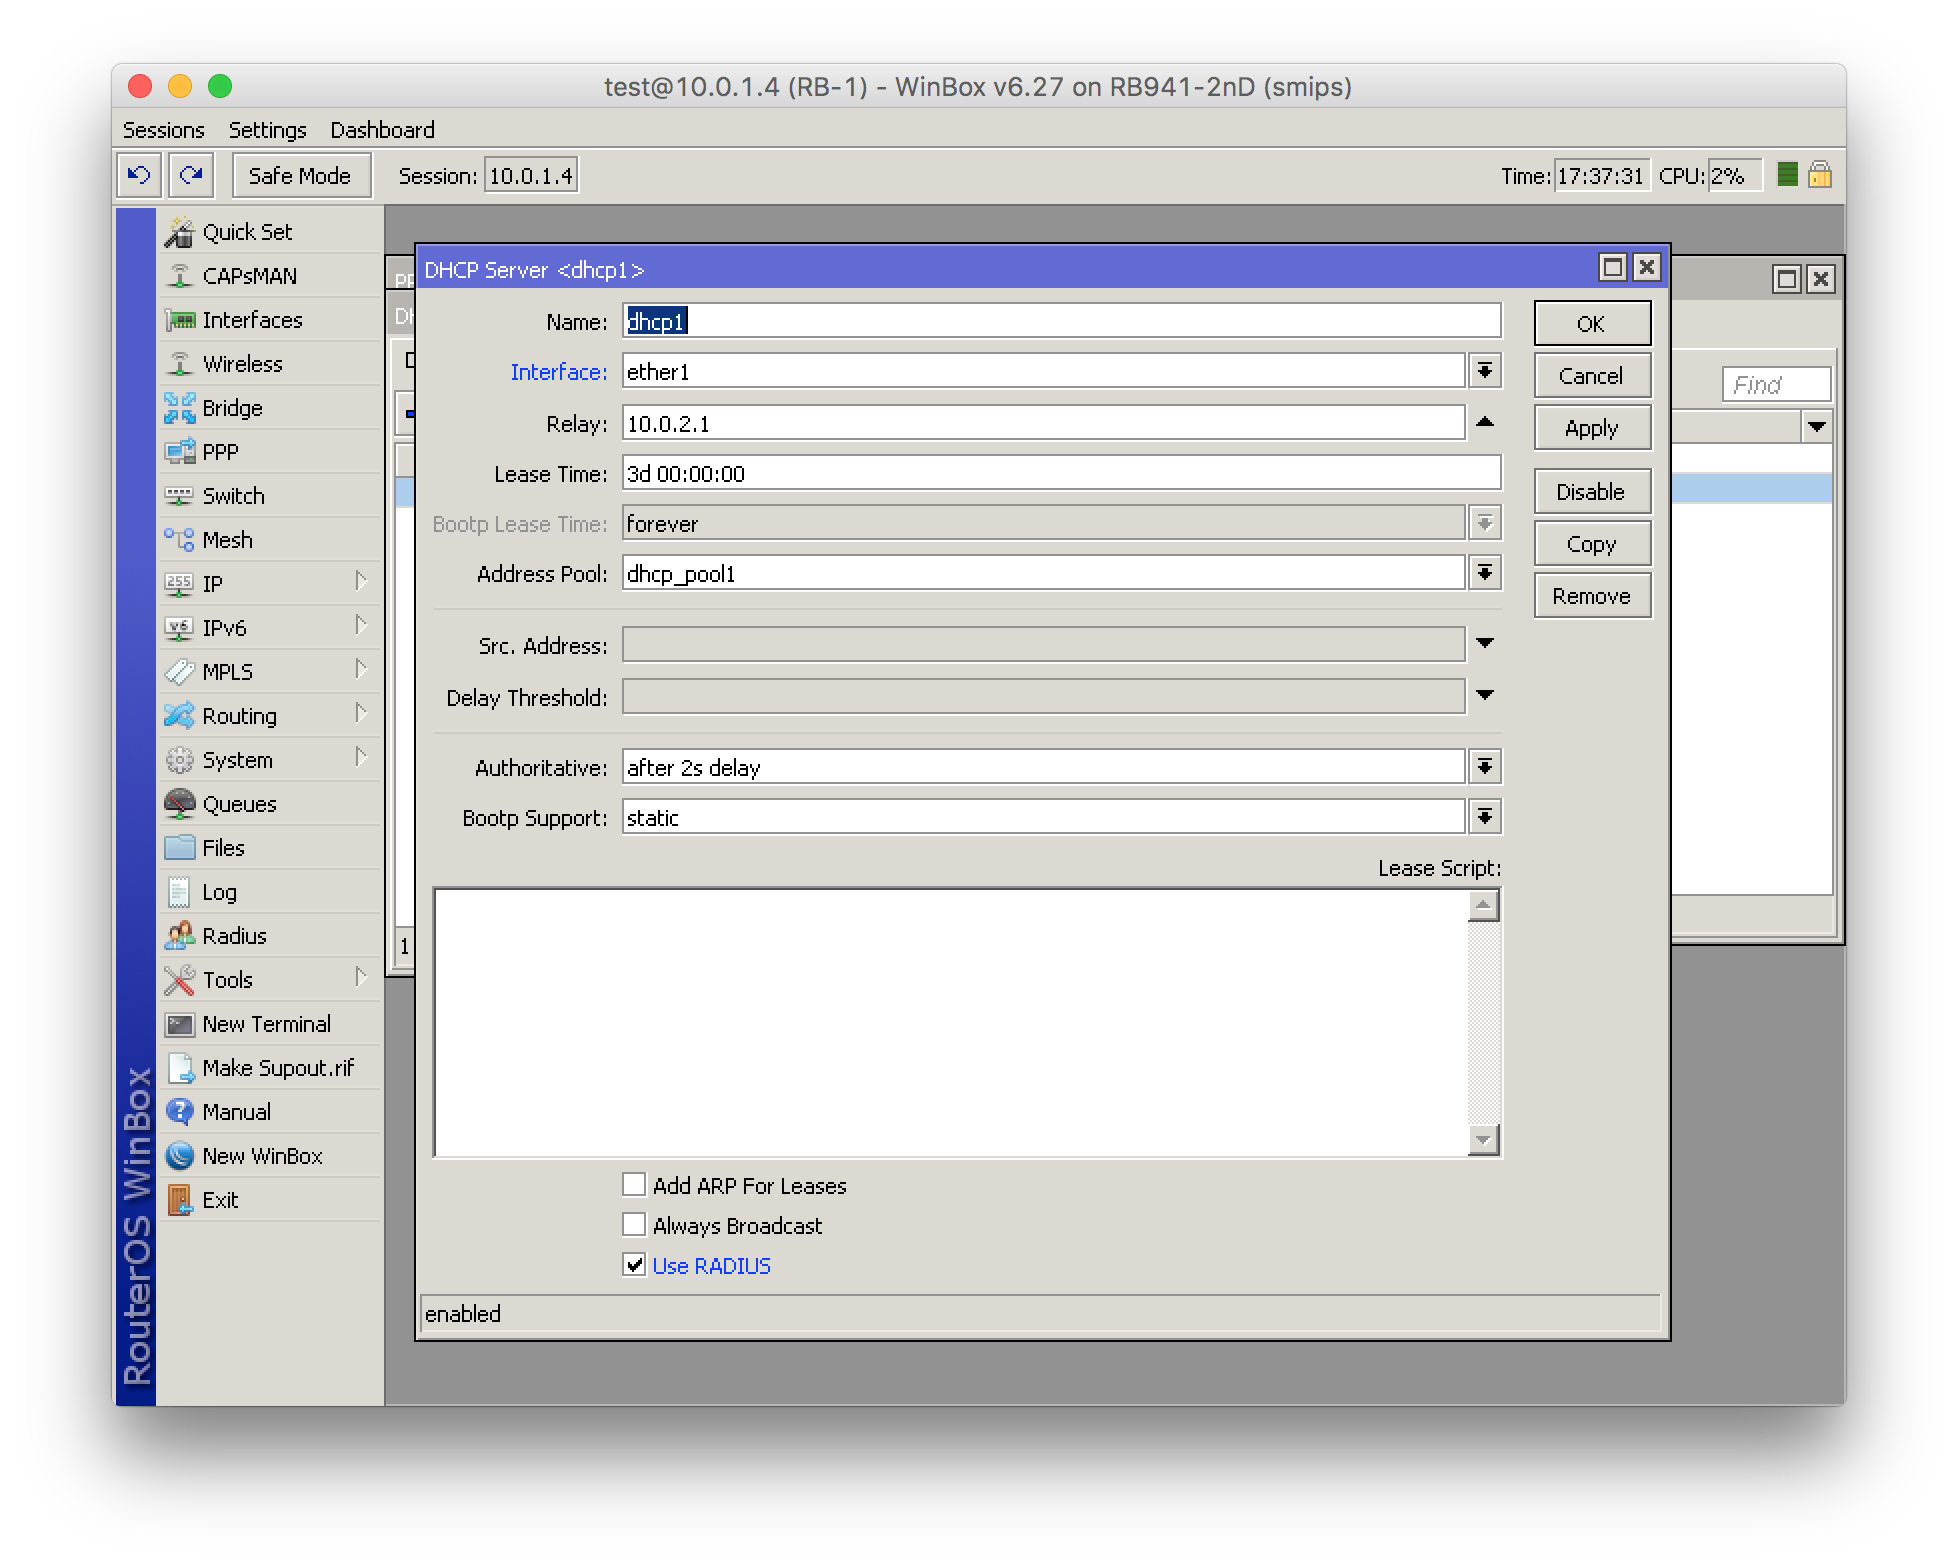 test@10.0.1.4 (RB-1) - WinBox v6.27 on RB941-2nD (smips)
Sessions Settings Dashboard
Safe Mode Session: 10.0.1.4 Time: 17:37:31 CPU: 2%
RouterOS WinBox
Quick Set
CAPsMAN
Interfaces
Wireless
Bridge
PPP
Switch
Mesh
255 IP
v6 IPv6
MPLS
Routing
System
Queues
Files
Log
Radius
Tools
New Terminal
Make Supout.rif
Manual
New WinBox
Exit
DHCP Server <dhcp1>
Name: dhcp1
Interface: ether1
Relay: 10.0.2.1
Lease Time: 3d 00:00:00
Bootp Lease Time: forever
Address Pool: dhcp_pool1
Src. Address:
Delay Threshold:
Authoritative: after 2s delay
Bootp Support: static
Lease Script:
Add ARP For Leases
Always Broadcast
Use RADIUS
enabled
OK
Cancel
Apply
Disable
Copy
Remove
Find
1